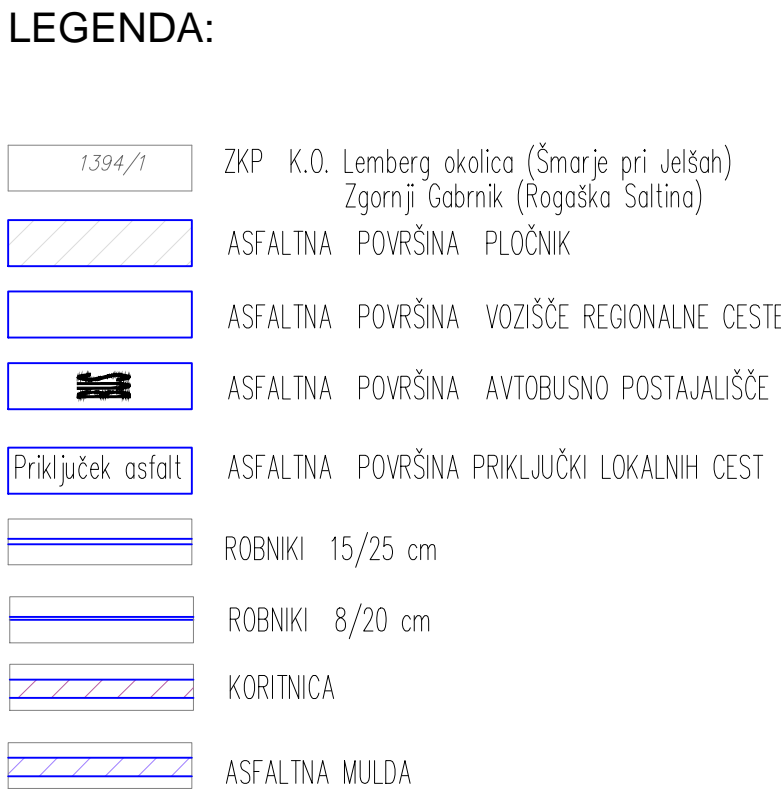 LEGENDA:
1394/1 ZKP K.O. Lemberg okolica (Šmarje pri Jelšah)
Zgornji Gabrnik (Rogaška Saltina)
ASFALTNA POVRŠINA PLOČNIK
ASFALTNA POVRŠINA VOZIŠČE REGIONALNE CESTE
ASFALTNA POVRŠINA AVTOBUSNO POSTAJALIŠČE
Priključek asfalt ASFALTNA POVRŠINA PRIKLJUČKI LOKALNIH CEST
ROBNIKI 15/25 cm
ROBNIKI 8/20 cm
KORITNICA
ASFALTNA MULDA